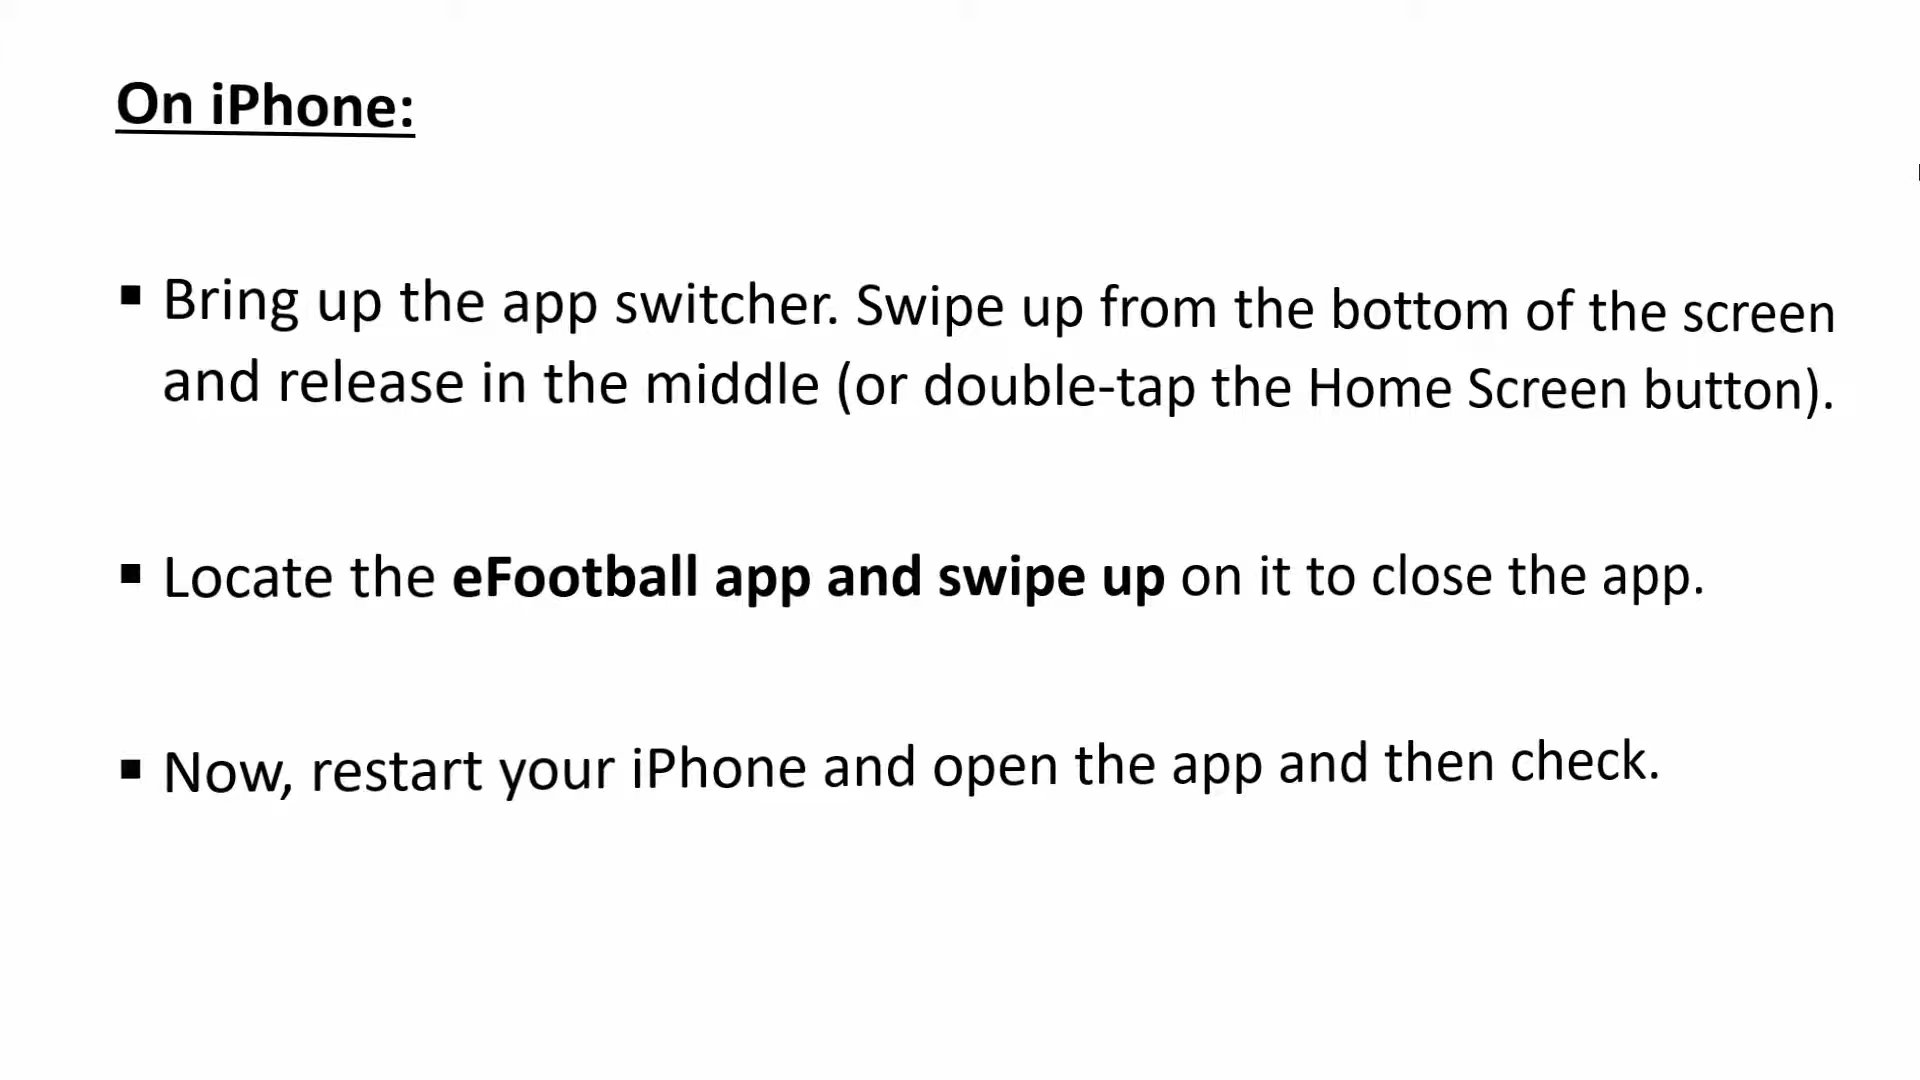 On iPhone:
▪ Bring up the app switcher. Swipe up from the bottom of the screen
and release in the middle (or double-tap the Home Screen button).
▪ Locate the eFootball app and swipe up on it to close the app.
▪ Now, restart your iPhone and open the app and then check.